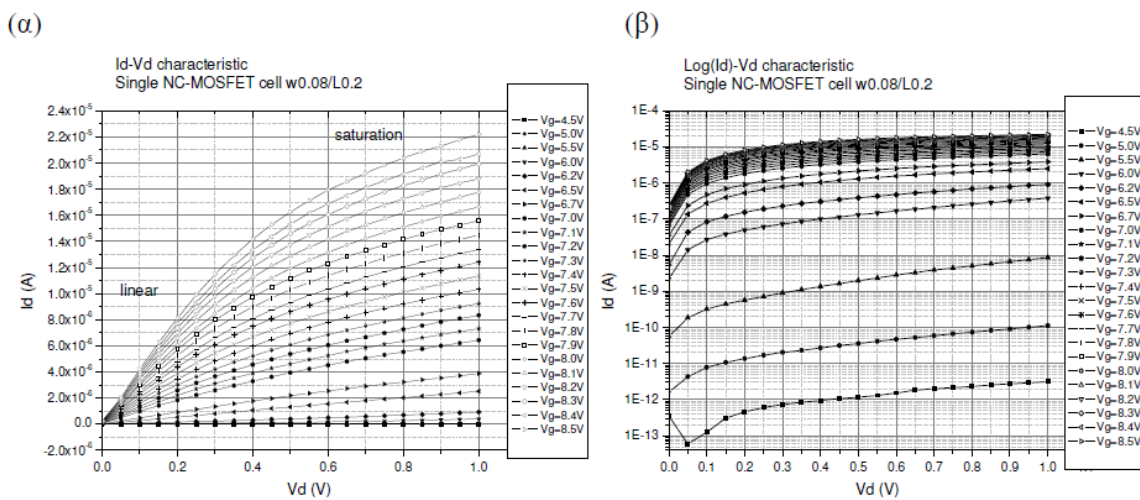 (α)
Id-Vd characteristic
Single NC-MOSFET cell w0.08/L0.2
2.4x10⁻⁵
2.2x10⁻⁵
2.0x10⁻⁵
1.8x10⁻⁵
1.6x10⁻⁵
1.4x10⁻⁵
1.2x10⁻⁵
1.0x10⁻⁵
8.0x10⁻⁶
6.0x10⁻⁶
4.0x10⁻⁶
2.0x10⁻⁶
0.0
-2.0x10⁻⁶
Id (A)
saturation
linear
0.0 0.2 0.4 0.6 0.8 1.0
Vd (V)
Vg=4.5V
Vg=5.0V
Vg=5.5V
Vg=6.0V
Vg=6.2V
Vg=6.5V
Vg=6.7V
Vg=7.0V
Vg=7.1V
Vg=7.2V
Vg=7.3V
Vg=7.4V
Vg=7.5V
Vg=7.6V
Vg=7.7V
Vg=7.8V
Vg=7.9V
Vg=8.0V
Vg=8.1V
Vg=8.2V
Vg=8.3V
Vg=8.4V
Vg=8.5V
(β)
Log(Id)-Vd characteristic
Single NC-MOSFET cell w0.08/L0.2
1E-4
1E-5
1E-6
1E-7
1E-8
1E-9
1E-10
1E-11
1E-12
1E-13
Id (A)
0.0 0.1 0.2 0.3 0.4 0.5 0.6 0.7 0.8 0.9 1.0
Vd (V)
Vg=4.5V
Vg=5.0V
Vg=5.5V
Vg=6.0V
Vg=6.2V
Vg=6.5V
Vg=6.7V
Vg=7.0V
Vg=7.1V
Vg=7.2V
Vg=7.3V
Vg=7.4V
Vg=7.5V
Vg=7.6V
Vg=7.7V
Vg=7.8V
Vg=7.9V
Vg=8.0V
Vg=8.1V
Vg=8.2V
Vg=8.3V
Vg=8.4V
Vg=8.5V